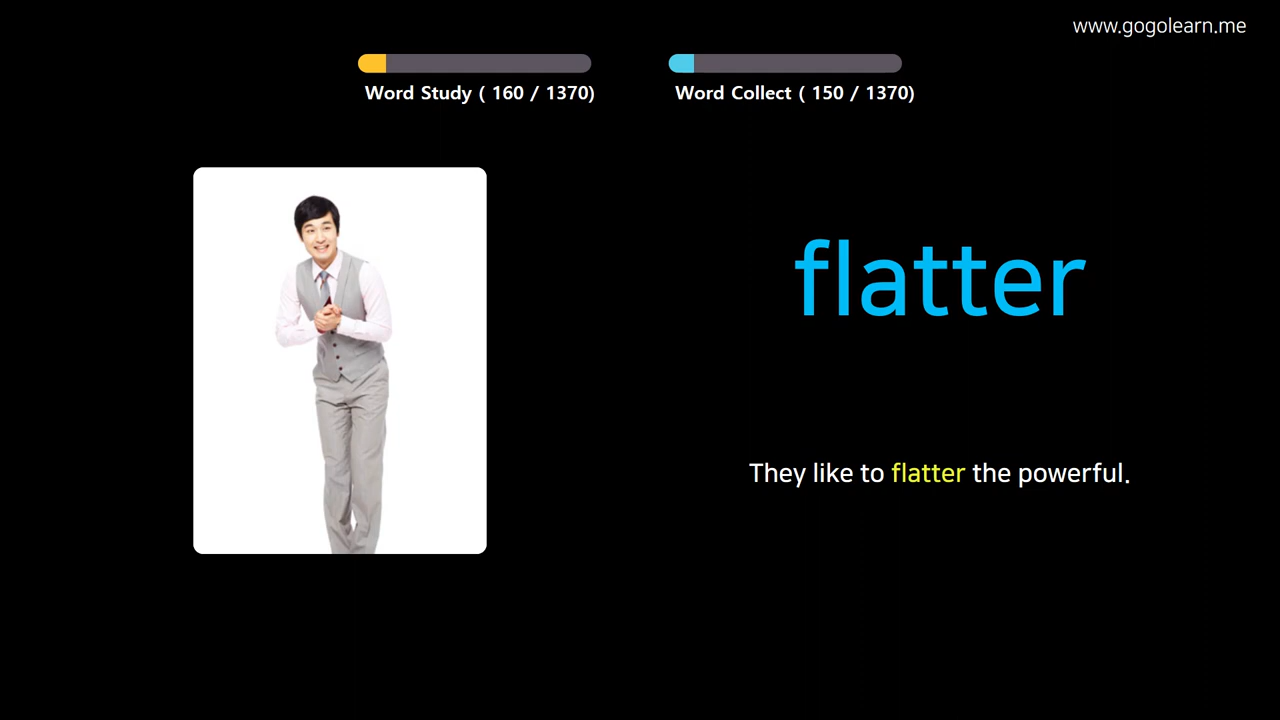 www.gogolearn.me
Word Study ( 160 / 1370)
Word Collect ( 150 / 1370)
flatter
They like to flatter the powerful.